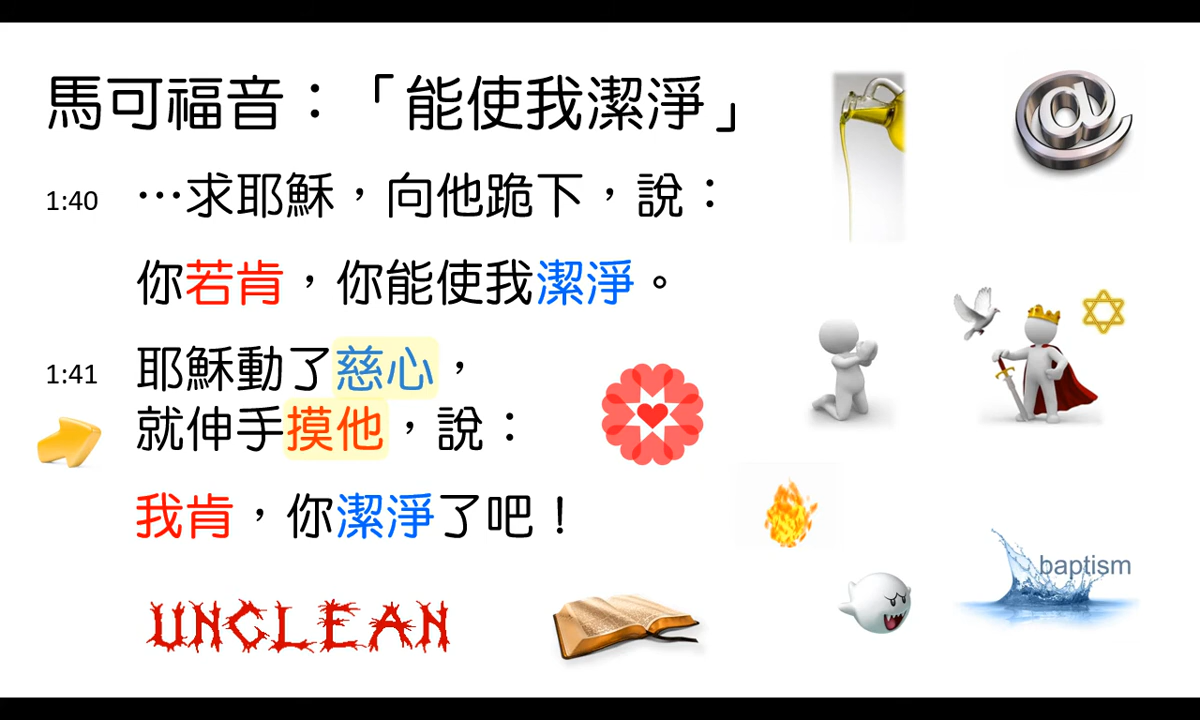 馬可福音：「能使我潔淨」
1:40 …求耶穌，向他跪下，說：
你若肯，你能使我潔淨。
1:41 耶穌動了慈心，
就伸手摸他，說：
我肯，你潔淨了吧！
UNCLEAN
@
baptism